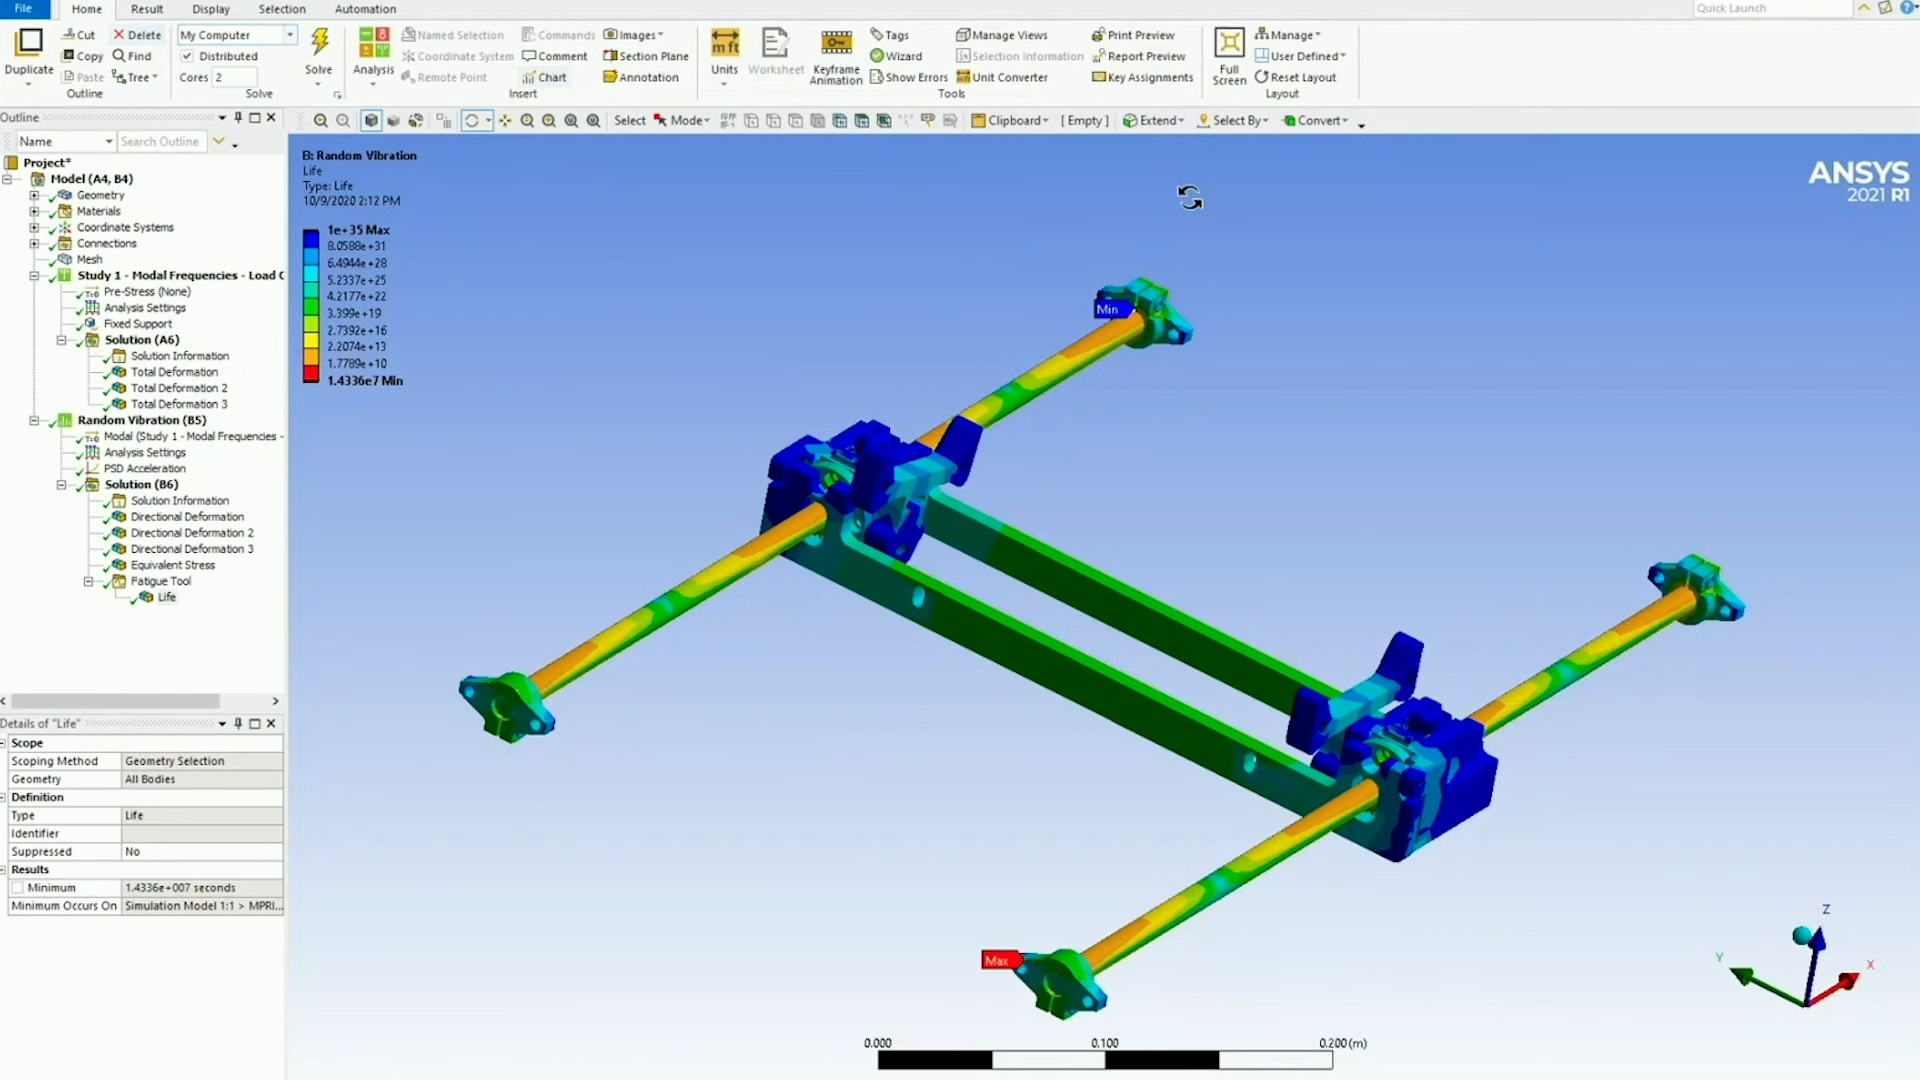 File Home Result Display Selection Automation
Quick Launch
Duplicate
Cut Delete
Copy Find
Paste Tree
Outline
My Computer
Distributed
Cores 2
Solve
Solve
Analysis
Named Selection Commands Images
Coordinate System Comment Section Plane
Remote Point Chart Annotation
Insert
Units
Worksheet
Keyframe
Animation
Tags Manage Views Print Preview
Wizard Selection Information Report Preview
Show Errors Unit Converter Key Assignments
Tools
Full
Screen
Manage
User Defined
Reset Layout
Layout
Select Mode Clipboard [ Empty ] Extend Select By Convert
Outline
Name Search Outline
Project*
Model (A4, B4)
Geometry
Materials
Coordinate Systems
Connections
Mesh
Study 1 - Modal Frequencies - Load C
Pre-Stress (None)
Analysis Settings
Fixed Support
Solution (A6)
Solution Information
Total Deformation
Total Deformation 2
Total Deformation 3
Random Vibration (B5)
Modal (Study 1 - Modal Frequencies -
Analysis Settings
PSD Acceleration
Solution (B6)
Solution Information
Directional Deformation
Directional Deformation 2
Directional Deformation 3
Equivalent Stress
Fatigue Tool
Life
Details of "Life"
Scope
Scoping Method Geometry Selection
Geometry All Bodies
Definition
Type Life
Identifier
Suppressed No
Results
Minimum 1.4336e+007 seconds
Minimum Occurs On Simulation Model 1:1 > MPRI...
B: Random Vibration
Life
Type: Life
10/9/2020 2:12 PM
1e+35 Max
8.0588e+31
6.4944e+28
5.2337e+25
4.2177e+22
3.399e+19
2.7392e+16
2.2074e+13
1.7789e+10
1.4336e7 Min
ANSYS
2021 R1
Min
Max
Z
Y
X
0.000 0.100 0.200 (m)